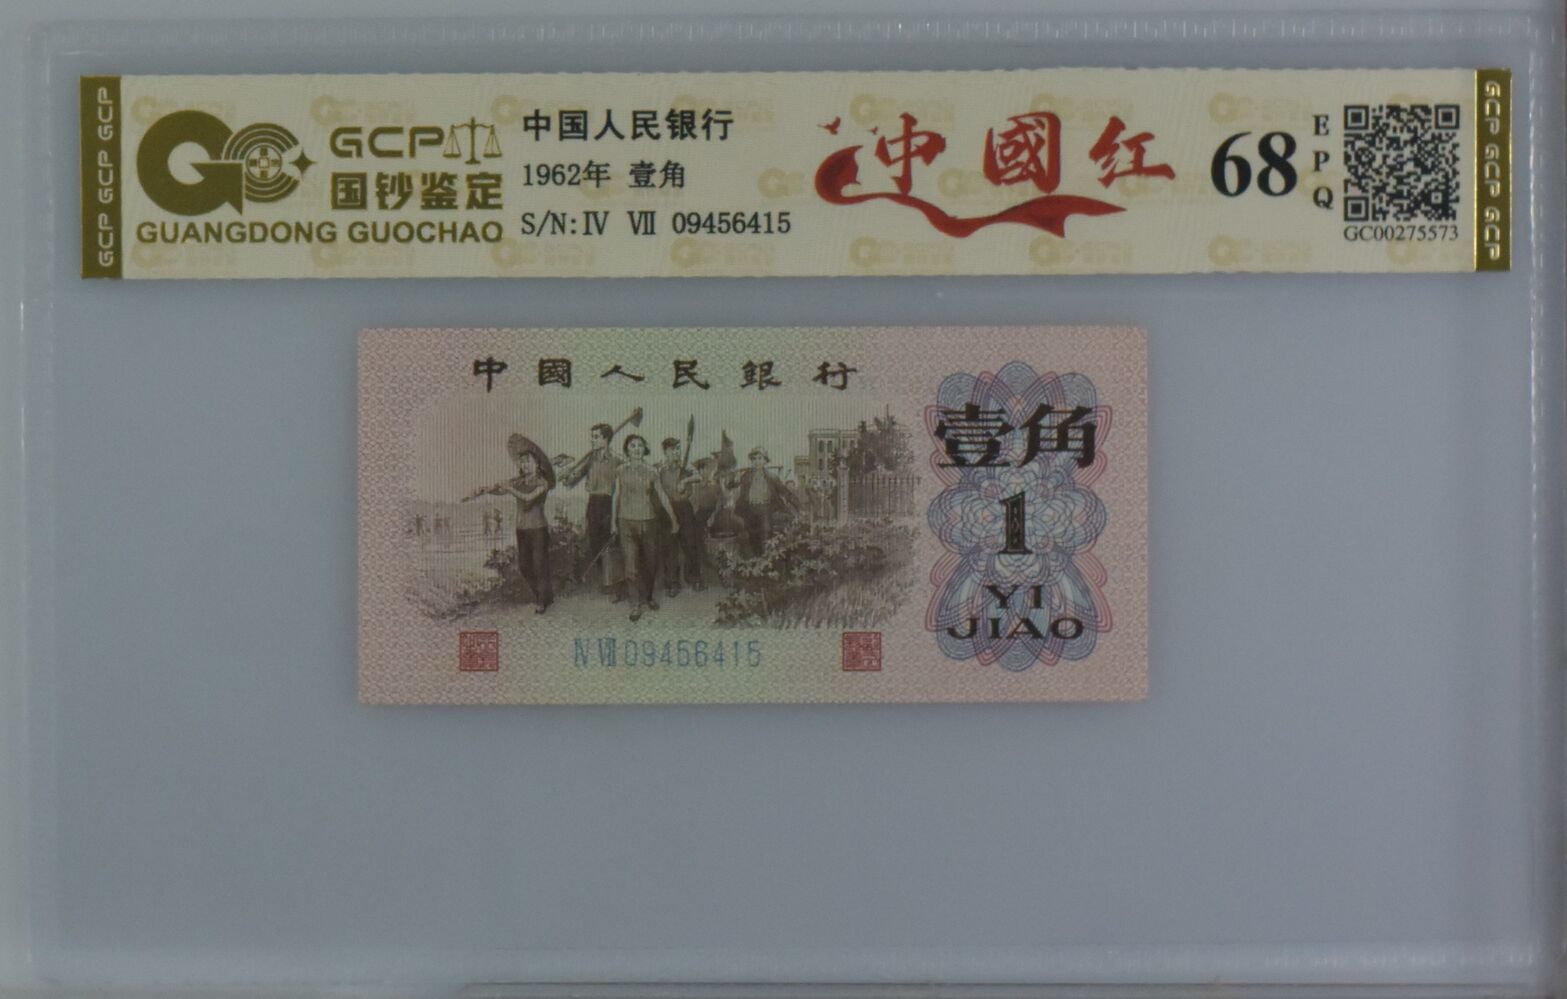 GCP GCP GCP
GCP
国钞鉴定
GUANGDONG GUOCHAO
中国人民银行
1962年 壹角
S/N:Ⅳ Ⅶ 09456415
中國红
68
EPQ
GC00275573
GCP GCP GCP
中國人民銀行
壹角
1
YI
JIAO
Ⅳ Ⅶ 09456415